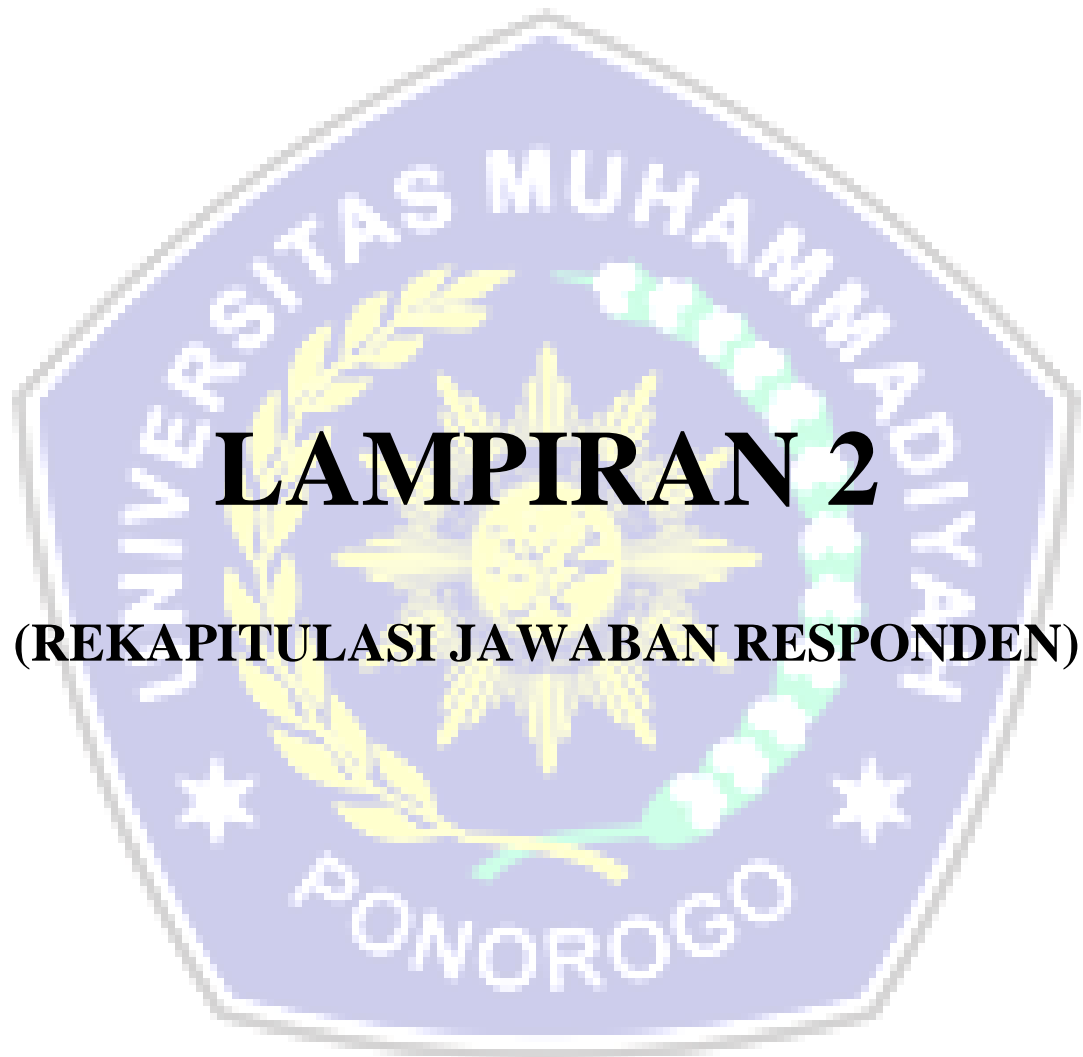 UNIVERSITAS MUHAMMADIYAH
LAMPIRAN 2
(REKAPITULASI JAWABAN RESPONDEN)
PONOROGO